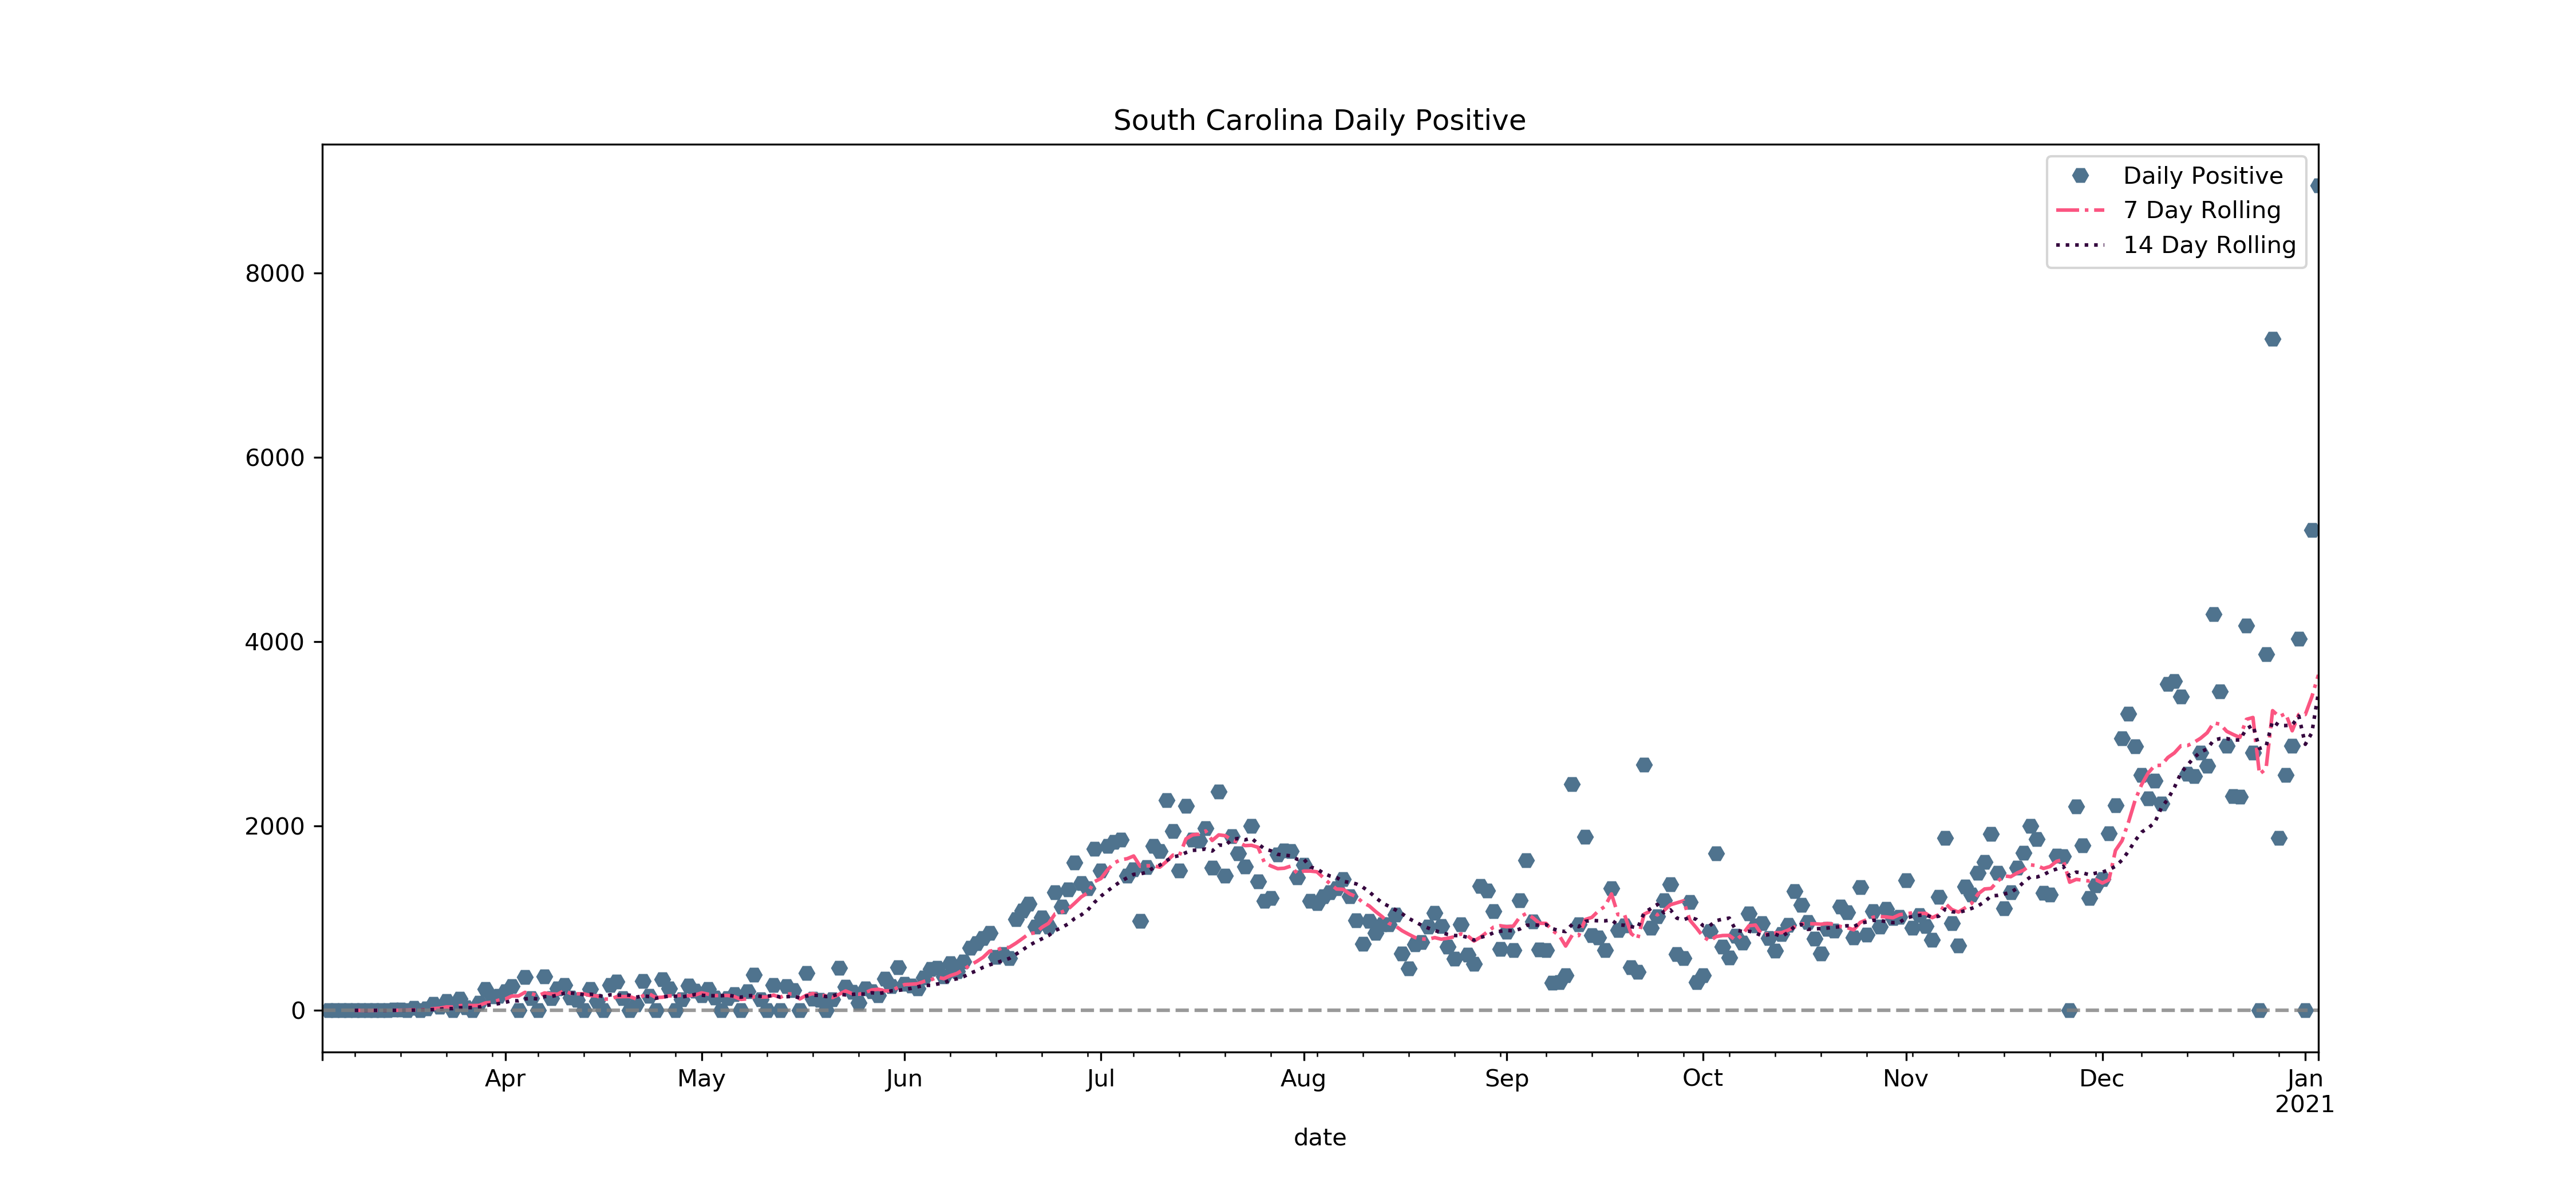 South Carolina Daily Positive
Daily Positive
7 Day Rolling
14 Day Rolling
8000
6000
4000
2000
0
Apr May Jun Jul Aug Sep Oct Nov Dec Jan
2021
date